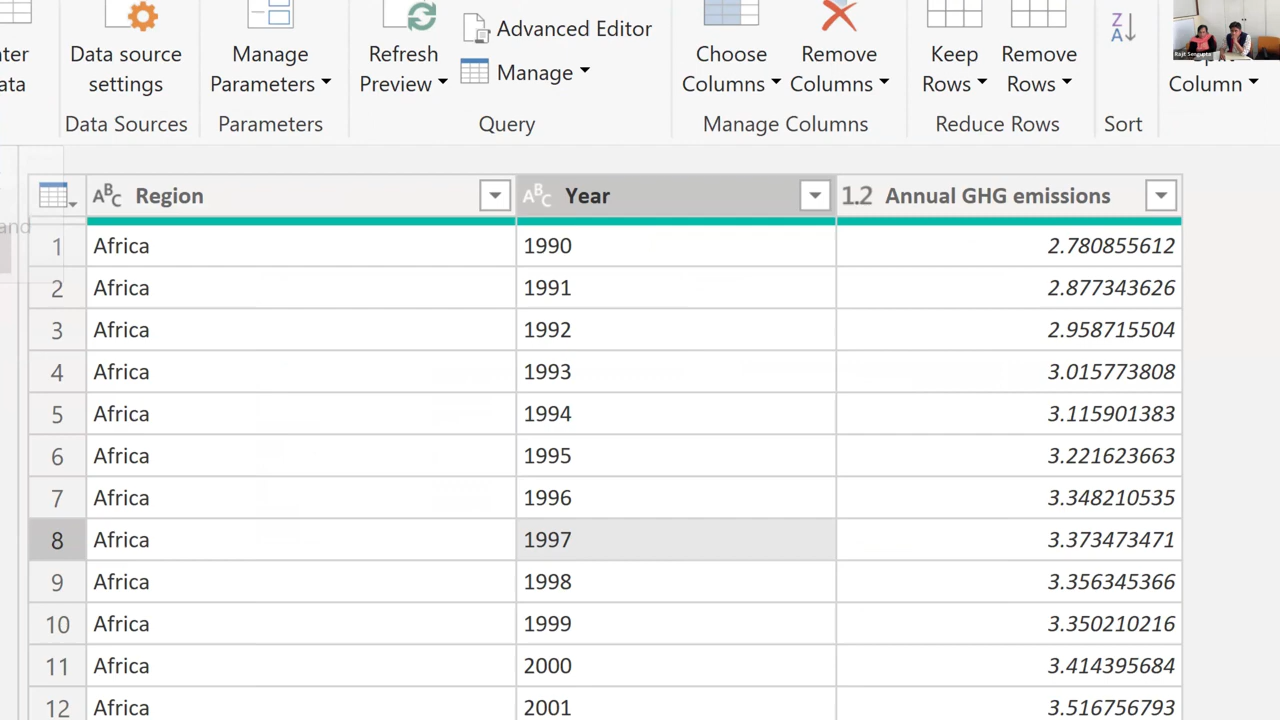 Data source settings
Manage Parameters
Refresh Preview
Advanced Editor
Manage
Choose Columns
Remove Columns
Keep Rows
Remove Rows
Z
A
Column
Data Sources
Parameters
Query
Manage Columns
Reduce Rows
Sort
ABC Region ABC Year 1.2 Annual GHG emissions
1 Africa 1990 2.780855612
2 Africa 1991 2.877343626
3 Africa 1992 2.958715504
4 Africa 1993 3.015773808
5 Africa 1994 3.115901383
6 Africa 1995 3.221623663
7 Africa 1996 3.348210535
8 Africa 1997 3.373473471
9 Africa 1998 3.356345366
10 Africa 1999 3.350210216
11 Africa 2000 3.414395684
12 Africa 2001 3.516756793